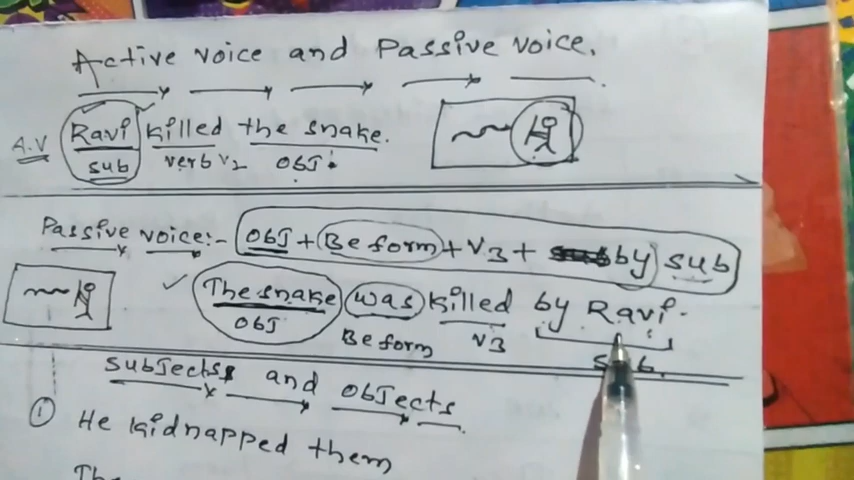 Active voice and Passive voice.
A.V Ravi killed the snake.
sub verb v2 obj.
Passive voice:- obj + Be form + v3 + by sub
The snake was killed by Ravi.
obj Be form v3 sub.
subjects and objects
① He kidnapped them
The